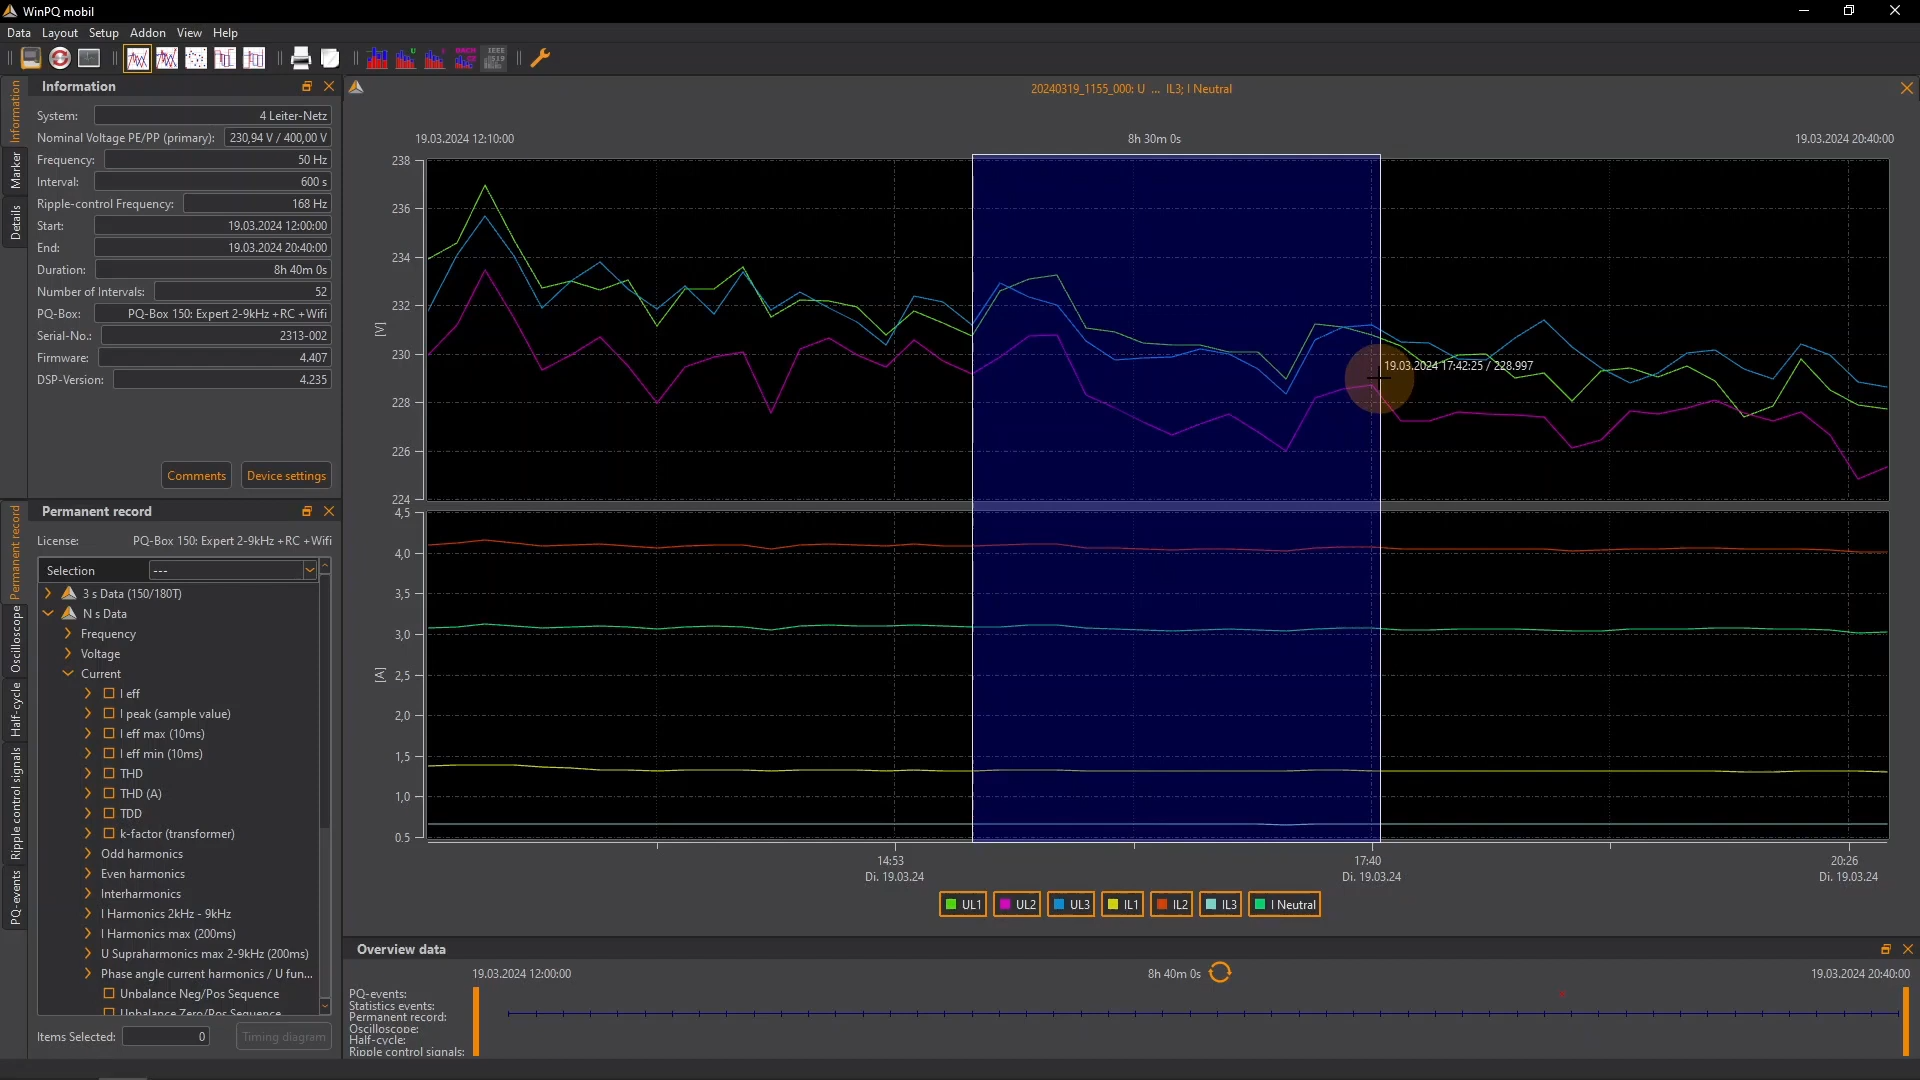 WinPQ mobil
Data Layout Setup Addon View Help
Information
System: 4 Leiter-Netz
Nominal Voltage PE/PP (primary): 230,94 V / 400,00 V
Frequency: 50 Hz
Interval: 600 s
Ripple-control Frequency: 168 Hz
Start: 19.03.2024 12:00:00
End: 19.03.2024 20:40:00
Duration: 8h 40m 0s
Number of Intervals: 52
PQ-Box: PQ-Box 150: Expert 2-9kHz +RC +Wifi
Serial-No.: 2313-002
Firmware: 4.407
DSP-Version: 4.235
Comments Device settings
Information
Marker
Details
Permanent record
License: PQ-Box 150: Expert 2-9kHz +RC +Wifi
Selection ---
3 s Data (150/180T)
N s Data
Frequency
Voltage
Current
I eff
I peak (sample value)
I eff max (10ms)
I eff min (10ms)
THD
THD (A)
TDD
k-factor (transformer)
Odd harmonics
Even harmonics
Interharmonics
I Harmonics 2kHz - 9kHz
I Harmonics max (200ms)
U Supraharmonics max 2-9kHz (200ms)
Phase angle current harmonics / U fun...
Unbalance Neg/Pos Sequence
Unbalance Zero/Pos Sequence
Items Selected: 0 Timing diagram
Permanent record
Oscilloscope
Half-cycle
Ripple control signals
PQ-events
20240319_1155_000: U ... IL3; I Neutral
19.03.2024 12:10:00 8h 30m 0s 19.03.2024 20:40:00
238
236
234
232
[V]
230
228
226
224
19.03.2024 17:42:25 / 228.997
4,5
4,0
3,5
3,0
[A]
2,5
2,0
1,5
1,0
0.5
14:53 17:40 20:26
Di. 19.03.24 Di. 19.03.24 Di. 19.03.24
UL1 UL2 UL3 IL1 IL2 IL3 I Neutral
Overview data
19.03.2024 12:00:00 8h 40m 0s 19.03.2024 20:40:00
PQ-events:
Statistics events:
Permanent record:
Oscilloscope:
Half-cycle:
Ripple control signals: